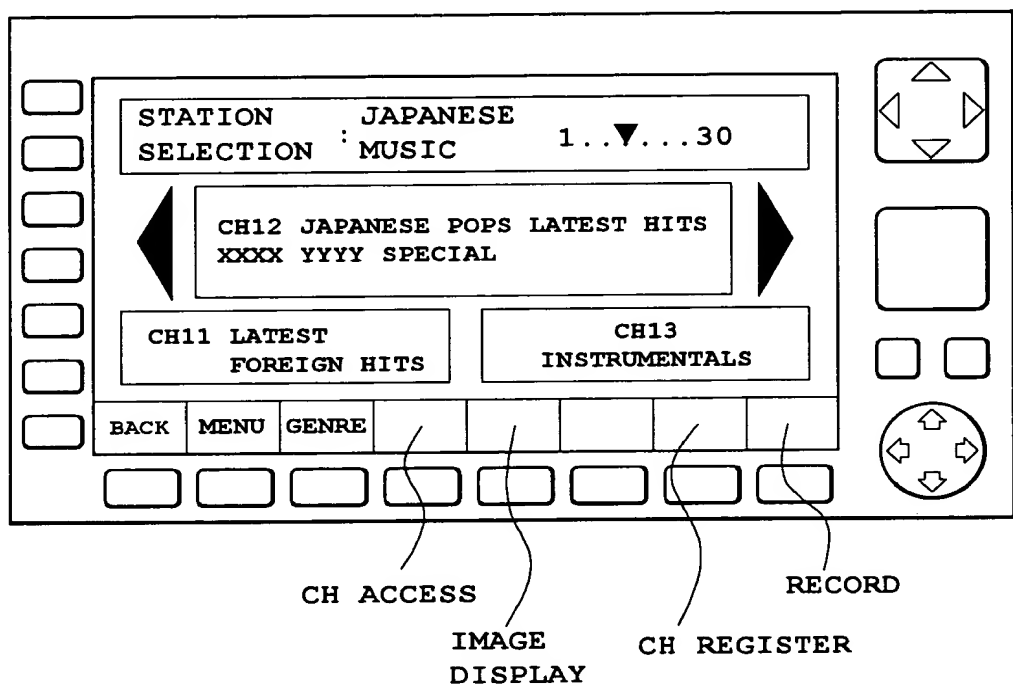 STATION SELECTION : JAPANESE MUSIC 1..▼...30
CH12 JAPANESE POPS LATEST HITS
XXXX YYYY SPECIAL
CH11 LATEST
FOREIGN HITS
CH13
INSTRUMENTALS
BACK MENU GENRE
CH ACCESS
IMAGE
DISPLAY
CH REGISTER
RECORD